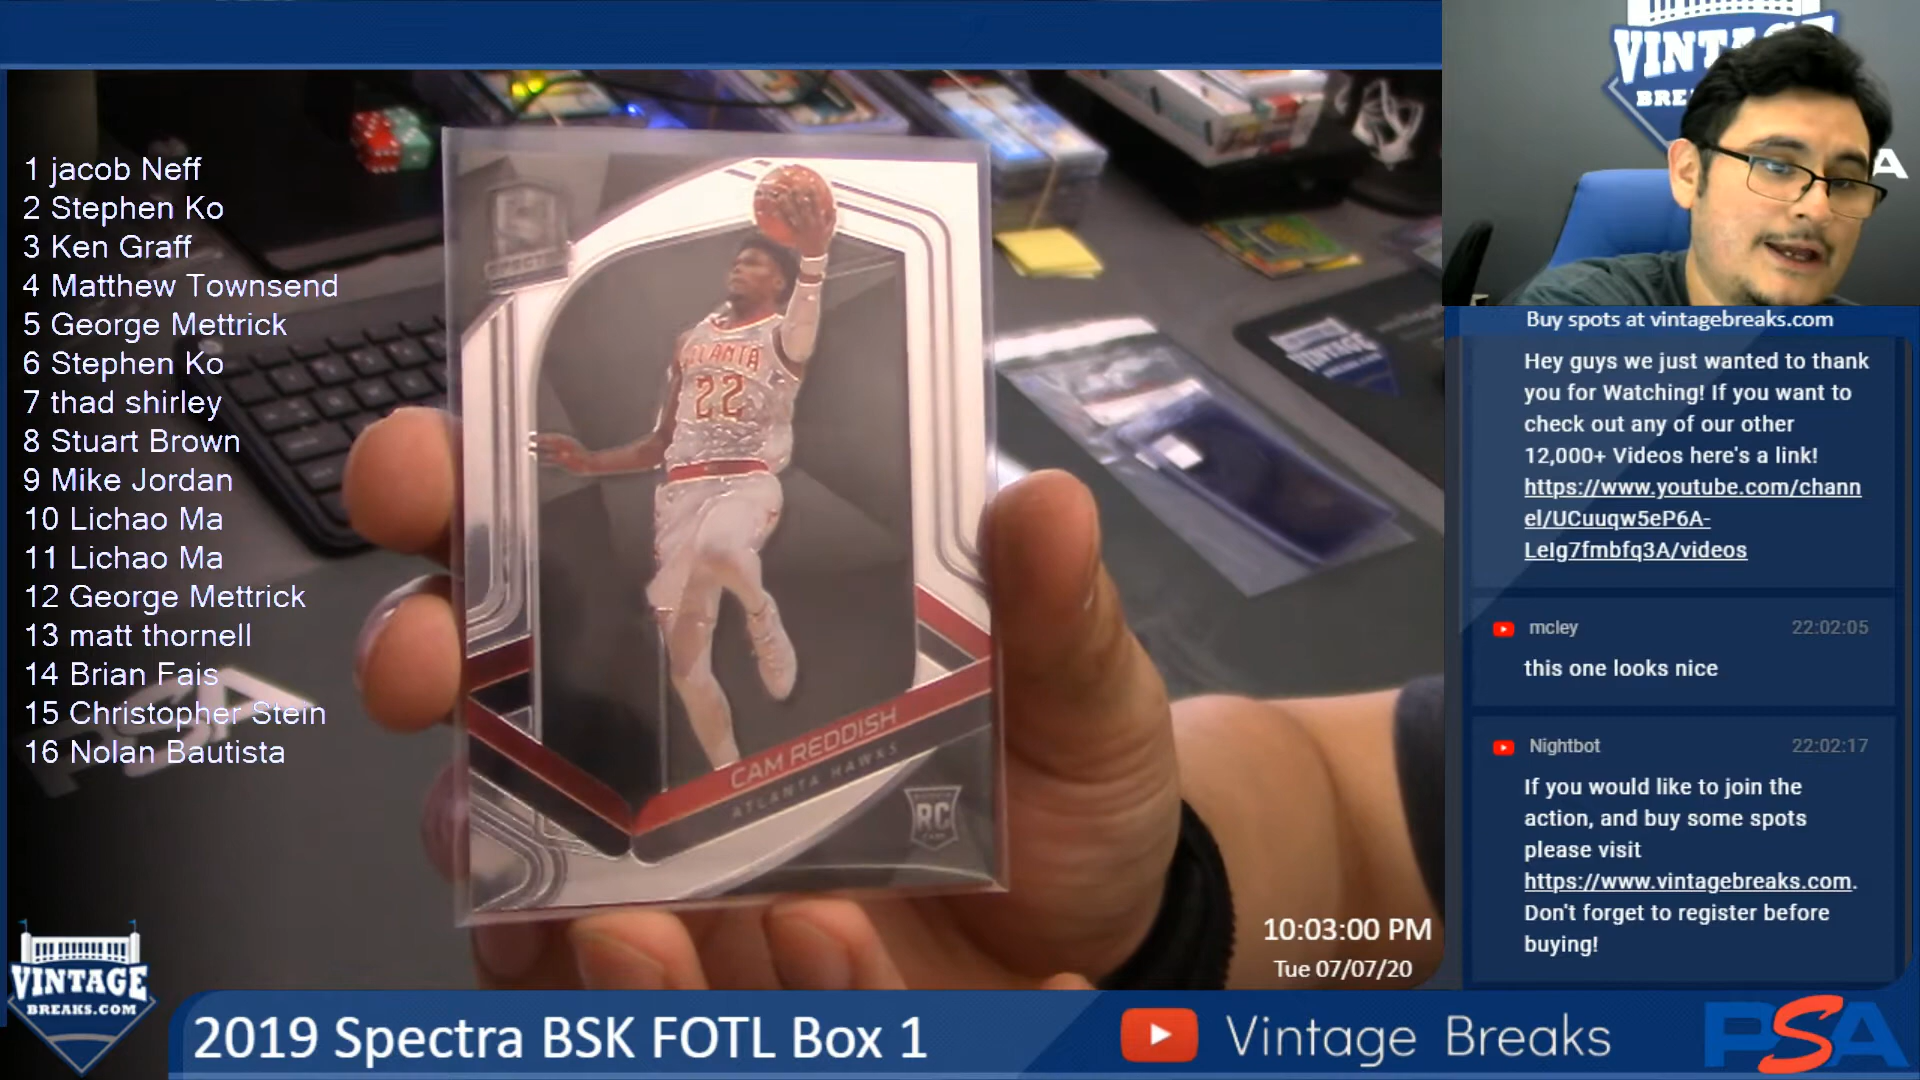 1 jacob Neff
2 Stephen Ko
3 Ken Graff
4 Matthew Townsend
5 George Mettrick
6 Stephen Ko
7 thad shirley
8 Stuart Brown
9 Mike Jordan
10 Lichao Ma
11 Lichao Ma
12 George Mettrick
13 matt thornell
14 Brian Fais
15 Christopher Stein
16 Nolan Bautista
PSA
SPECTRA
ATLANTA
22
CAM REDDISH
ATLANTA HAWKS
RC
VINTAGE
10:03:00 PM
Tue 07/07/20
Buy spots at vintagebreaks.com
Hey guys we just wanted to thank
you for Watching! If you want to
check out any of our other
12,000+ Videos here's a link!
https://www.youtube.com/chann
el/UCuuqw5eP6A-
LeIg7fmbfq3A/videos
mcley 22:02:05
this one looks nice
Nightbot 22:02:17
If you would like to join the
action, and buy some spots
please visit
https://www.vintagebreaks.com.
Don't forget to register before
buying!
VINTAGE
BREAKS.COM
2019 Spectra BSK FOTL Box 1
Vintage Breaks
PSA